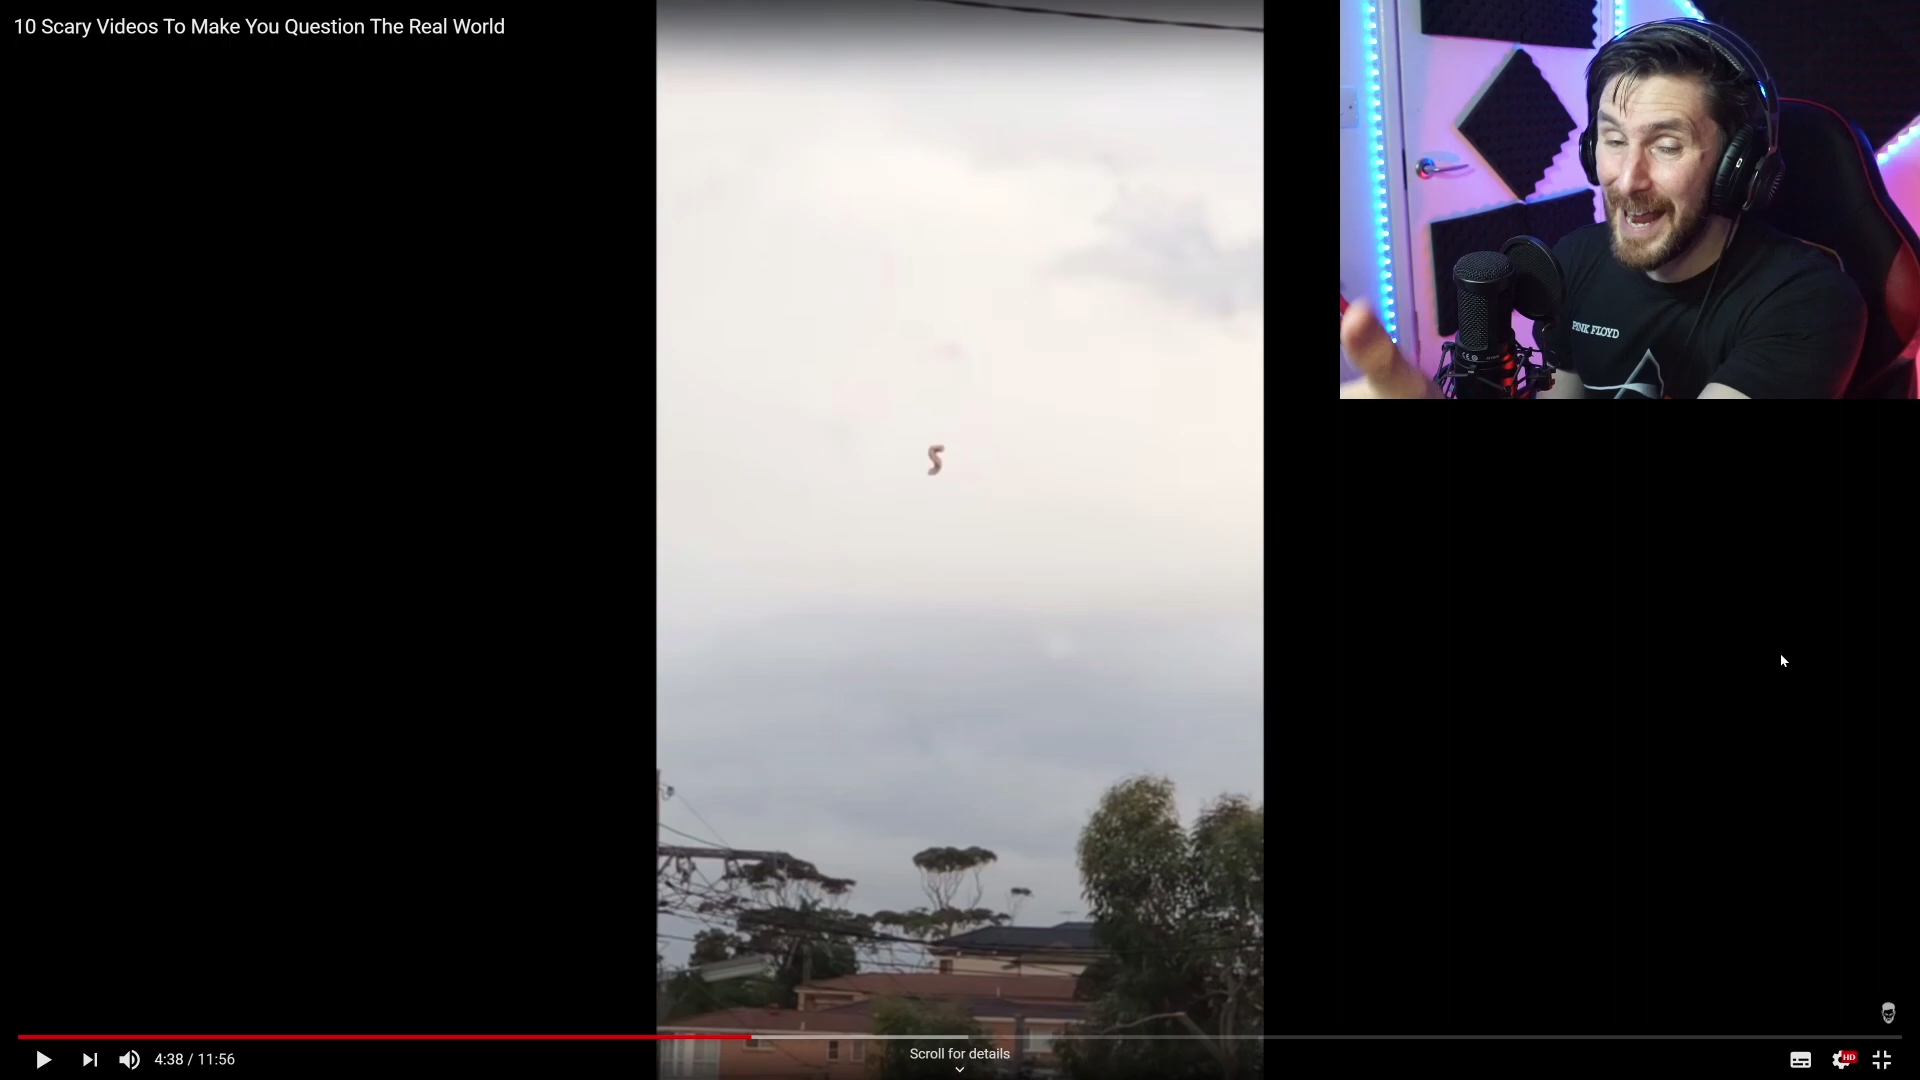 10 Scary Videos To Make You Question The Real World
PINK FLOYD
CE
4:38 / 11:56
Scroll for details
HD